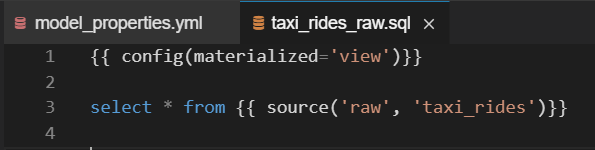 model_properties.yml taxi_rides_raw.sql ×
1 {{ config(materialized='view')}}
2
3 select * from {{ source('raw', 'taxi_rides')}}
4